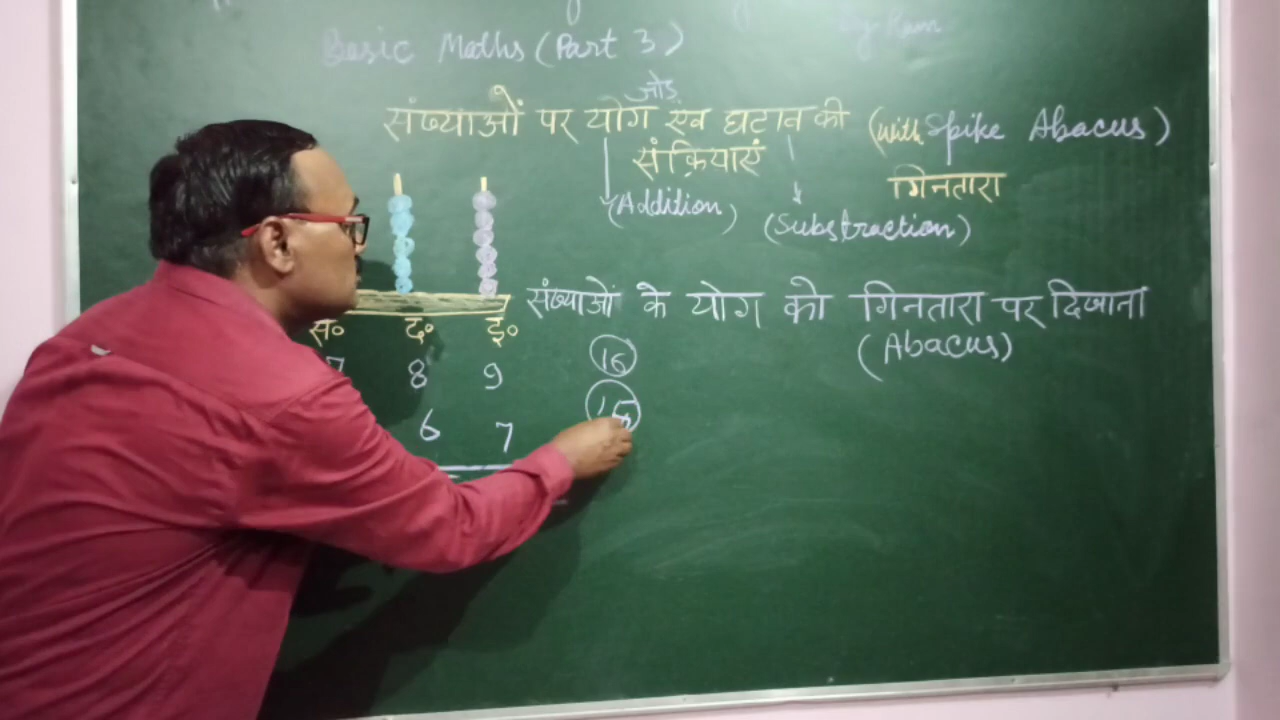 Basic Maths (Part 3)
जोड़
संख्याओं पर योग एंव घटाव की (With Spike Abacus)
संक्रियाएं
गिनतारा
(Addition) (Substraction)
संख्याओं के योग को गिनतारा पर दिखाना
(Abacus)
स० द० इ०
7 8 9
16
6 7
15